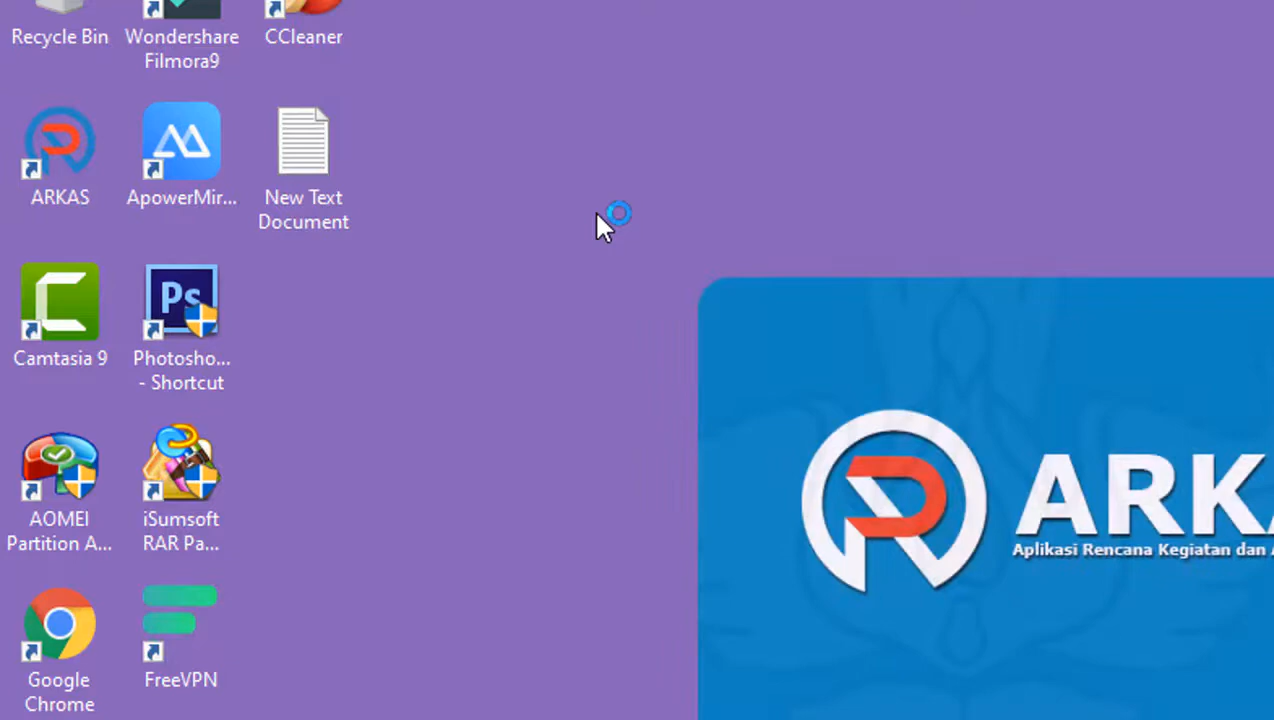 Recycle Bin
Wondershare
Filmora9
CCleaner
ARKAS
ApowerMir...
New Text
Document
Camtasia 9
Ps
Photosho...
- Shortcut
AOMEI
Partition A...
iSumsoft
RAR Pa...
Google
Chrome
FreeVPN
ARKA
Aplikasi Rencana Kegiatan dan A